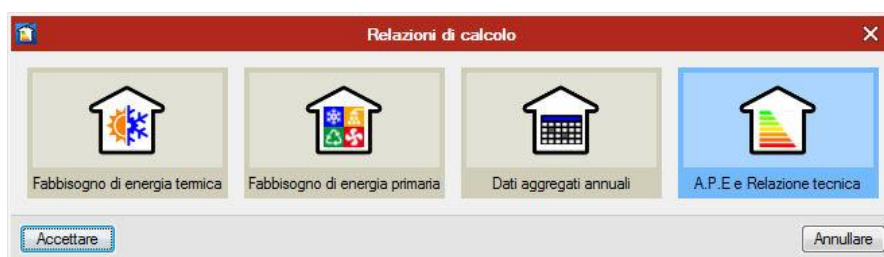 Relazioni di calcolo
Fabbisogno di energia termica
Fabbisogno di energia primaria
Dati aggregati annuali
A.P.E e Relazione tecnica
Accettare
Annullare